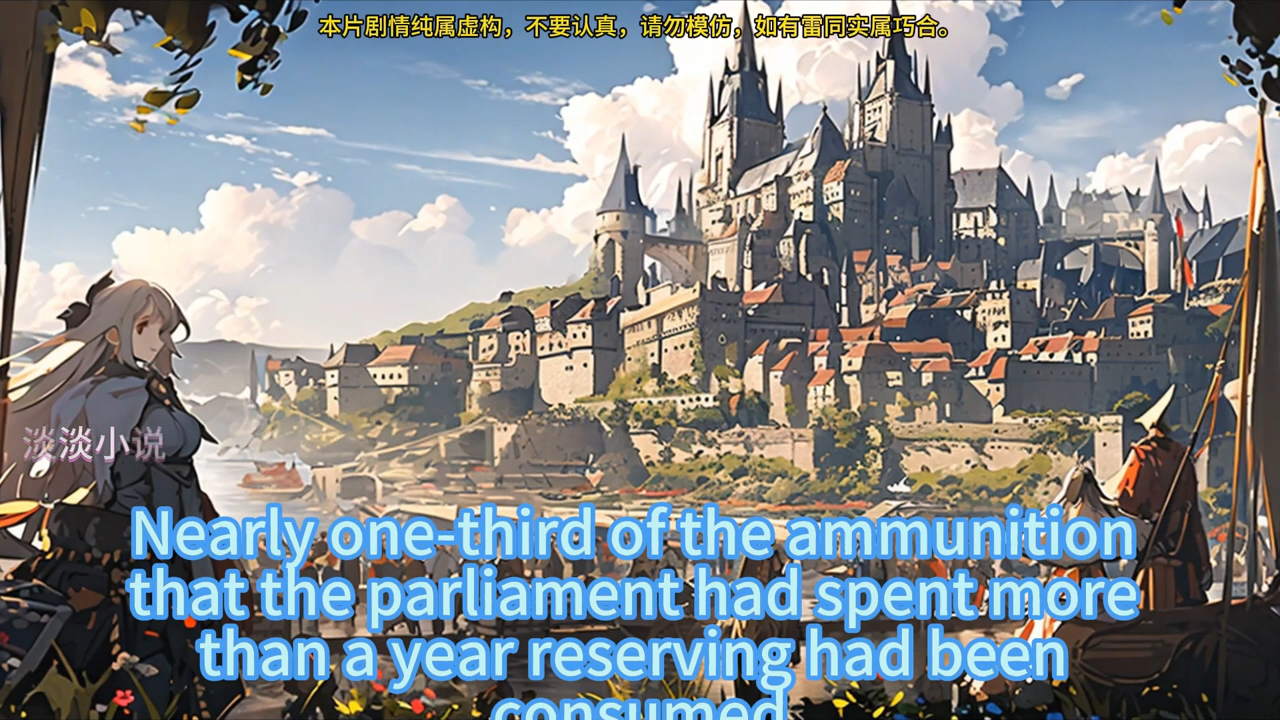 本片剧情纯属虚构，不要认真，请勿模仿，如有雷同实属巧合。
淡淡小说
Nearly one-third of the ammunition
that the parliament had spent more
than a year reserving had been
consumed